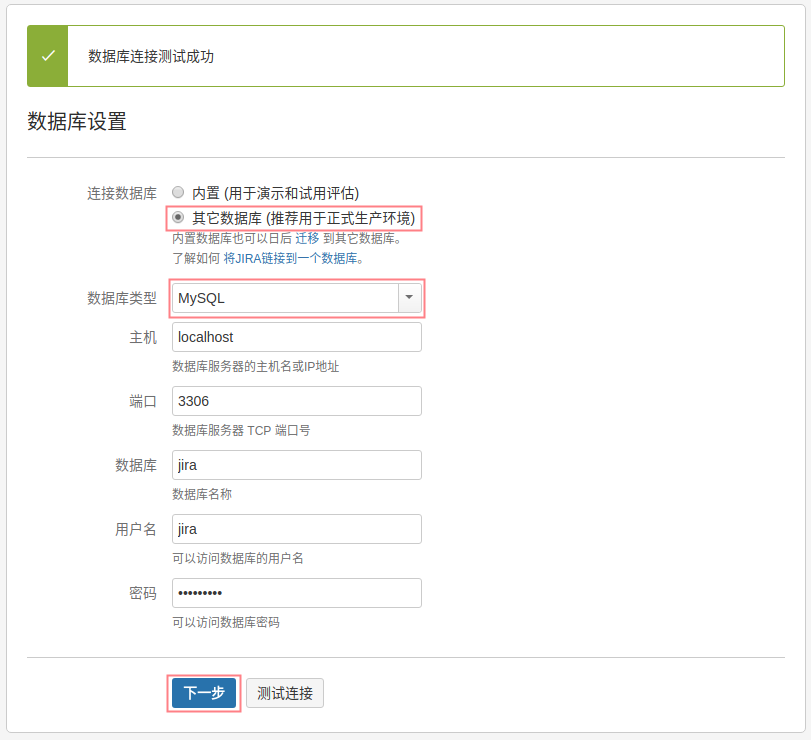 数据库连接测试成功
数据库设置
连接数据库 内置 (用于演示和试用评估)
其它数据库 (推荐用于正式生产环境)
内置数据库也可以日后 迁移 到其它数据库。
了解如何 将JIRA链接到一个数据库。
数据库类型 MySQL
主机 localhost
数据库服务器的主机名或IP地址
端口 3306
数据库服务器 TCP 端口号
数据库 jira
数据库名称
用户名 jira
可以访问数据库的用户名
密码 •••••••••
可以访问数据库密码
下一步 测试连接